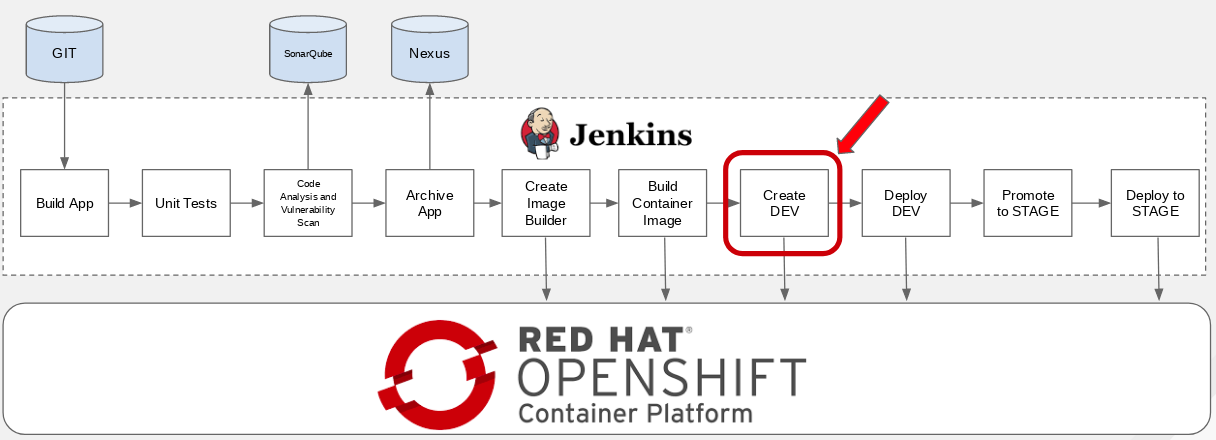 GIT
SonarQube
Nexus
Jenkins
Build App
Unit Tests
Code
Analysis and
Vulnerability
Scan
Archive
App
Create
Image
Builder
Build
Container
Image
Create
DEV
Deploy
DEV
Promote
to STAGE
Deploy to
STAGE
RED HAT®
OPENSHIFT
Container Platform